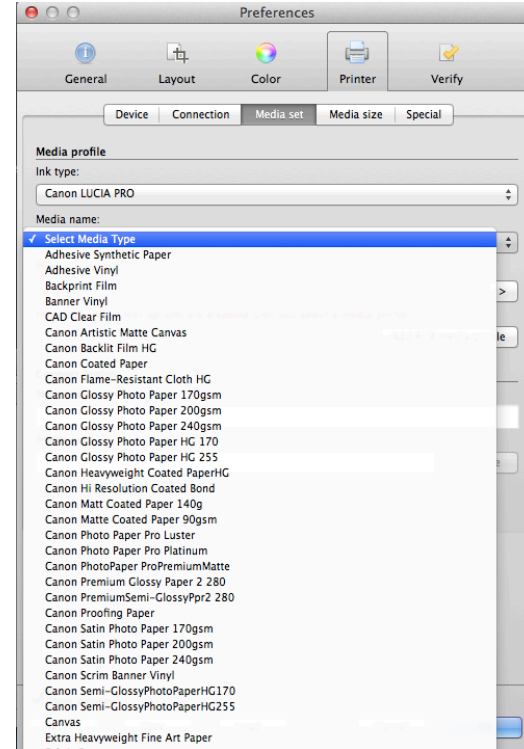 Preferences
General Layout Color Printer Verify
Device Connection Media set Media size Special
Media profile
Ink type:
Canon LUCIA PRO
Media name:
✓ Select Media Type
Adhesive Synthetic Paper
Adhesive Vinyl
Backprint Film
>
Banner Vinyl
CAD Clear Film
Canon Artistic Matte Canvas
le
Canon Backlit Film HG
Canon Coated Paper
Canon Flame-Resistant Cloth HG
Canon Glossy Photo Paper 170gsm
Canon Glossy Photo Paper 200gsm
Canon Glossy Photo Paper 240gsm
Canon Glossy Photo Paper HG 170
Canon Glossy Photo Paper HG 255
Canon Heavyweight Coated PaperHG
Canon Hi Resolution Coated Bond
Canon Matt Coated Paper 140g
Canon Matte Coated Paper 90gsm
Canon Photo Paper Pro Luster
Canon Photo Paper Pro Platinum
Canon PhotoPaper ProPremiumMatte
Canon Premium Glossy Paper 2 280
Canon PremiumSemi-GlossyPpr2 280
Canon Proofing Paper
Canon Satin Photo Paper 170gsm
Canon Satin Photo Paper 200gsm
Canon Satin Photo Paper 240gsm
Canon Scrim Banner Vinyl
Canon Semi-GlossyPhotoPaperHG170
Canon Semi-GlossyPhotoPaperHG255
Canvas
Extra Heavyweight Fine Art Paper